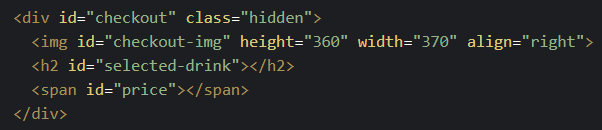 <div id="checkout" class="hidden">
<img id="checkout-img" height="360" width="370" align="right">
<h2 id="selected-drink"></h2>
<span id="price"></span>
</div>